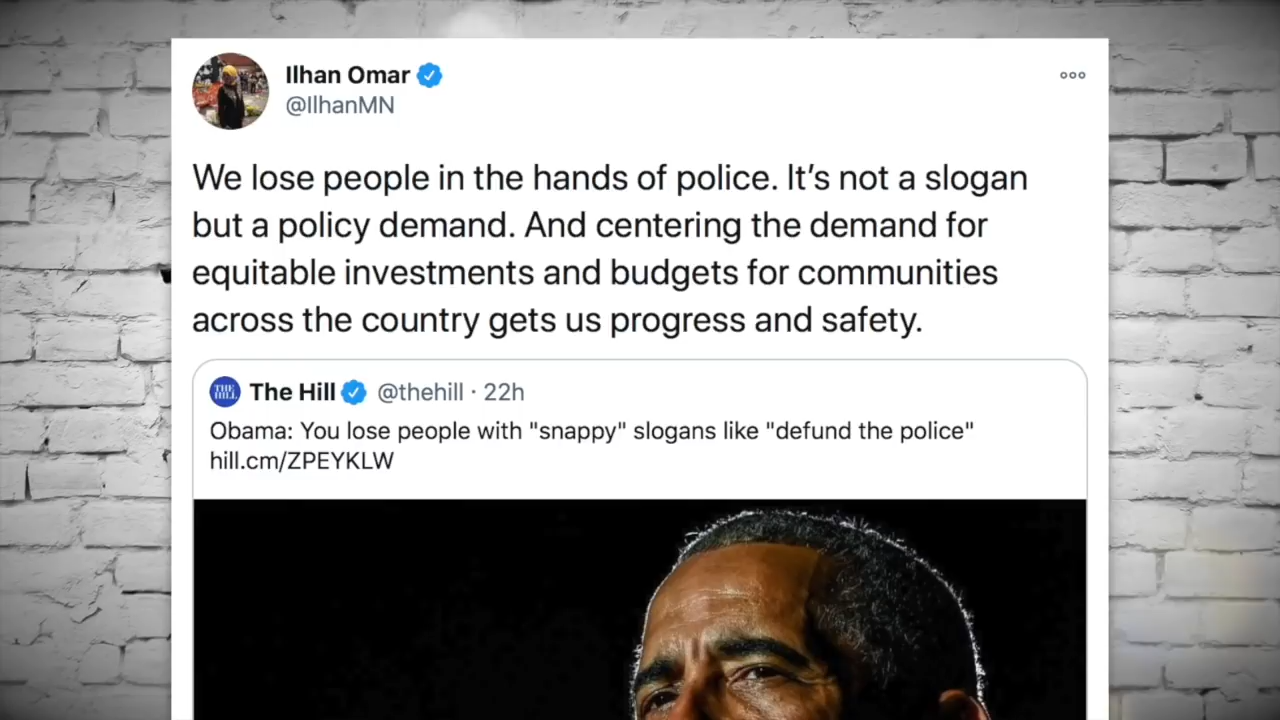 Ilhan Omar
@IlhanMN
We lose people in the hands of police. It’s not a slogan
but a policy demand. And centering the demand for
equitable investments and budgets for communities
across the country gets us progress and safety.
THE
HILL
The Hill @thehill · 22h
Obama: You lose people with "snappy" slogans like "defund the police"
hill.cm/ZPEYKLW